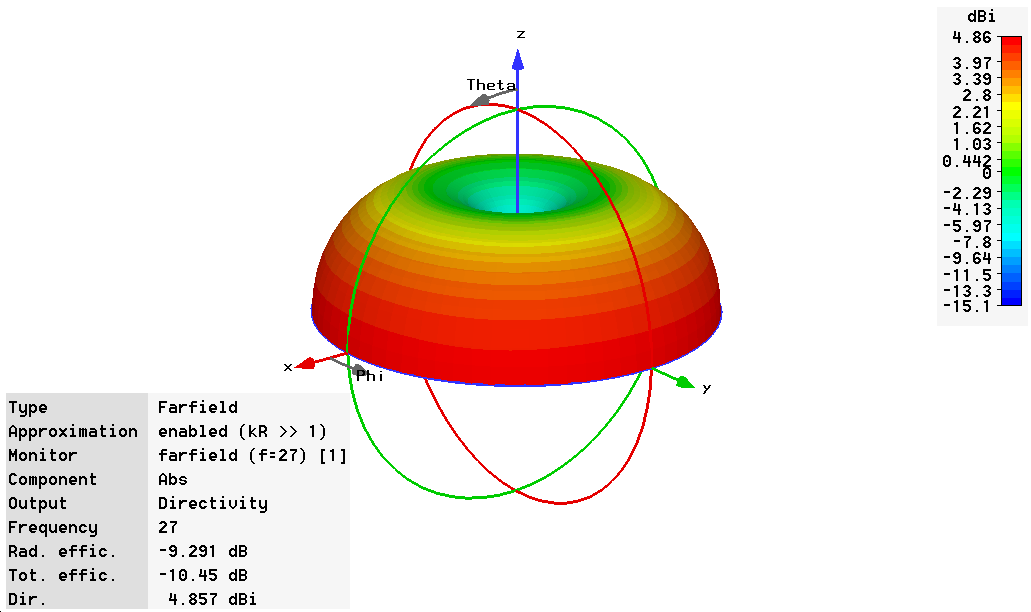 z
Theta
x
Phi
y
dBi
4.86
3.97
3.39
2.8
2.21
1.62
1.03
0.442
0
-2.29
-4.13
-5.97
-7.8
-9.64
-11.5
-13.3
-15.1
Type Farfield
Approximation enabled (kR >> 1)
Monitor farfield (f=27) [1]
Component Abs
Output Directivity
Frequency 27
Rad. effic. -9.291 dB
Tot. effic. -10.45 dB
Dir. 4.857 dBi